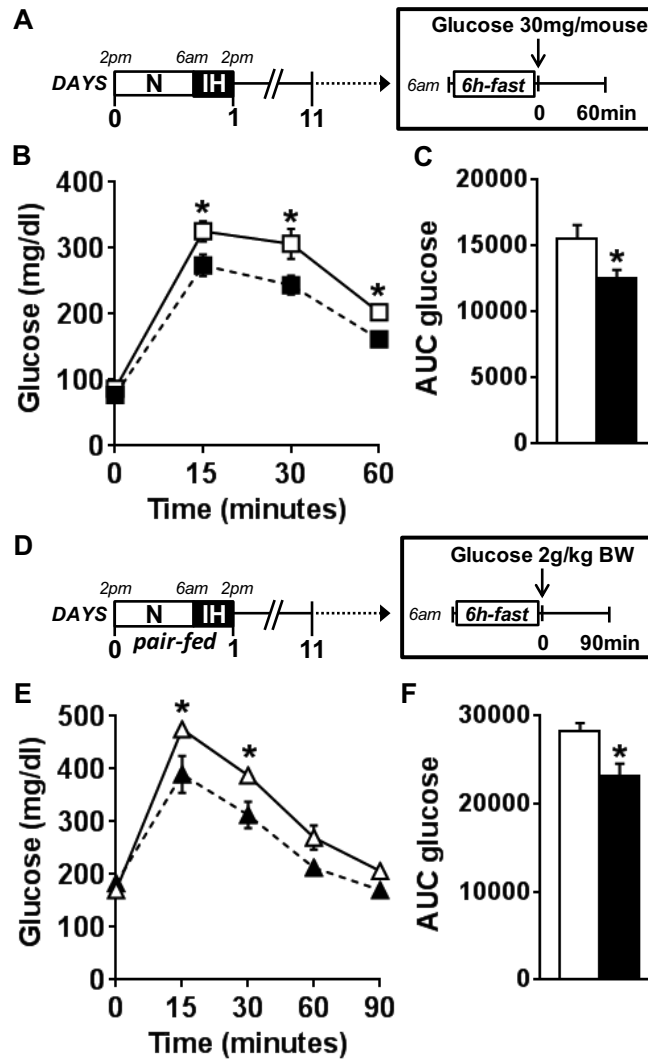 A
Glucose 30mg/mouse
2pm 6am 2pm
DAYS N IH
6am 6h-fast
0 1 11
0 60min
B
400
300
200
100
0
Glucose (mg/dl)
* * *
0 15 30 60
Time (minutes)
C
20000
15000
10000
5000
0
AUC glucose
*
D
Glucose 2g/kg BW
2pm 6am 2pm
DAYS N IH
6am 6h-fast
0 pair-fed 1 11
0 90min
E
500
400
300
200
100
0
Glucose (mg/dl)
* *
0 15 30 60 90
Time (minutes)
F
30000
20000
10000
0
AUC glucose
*